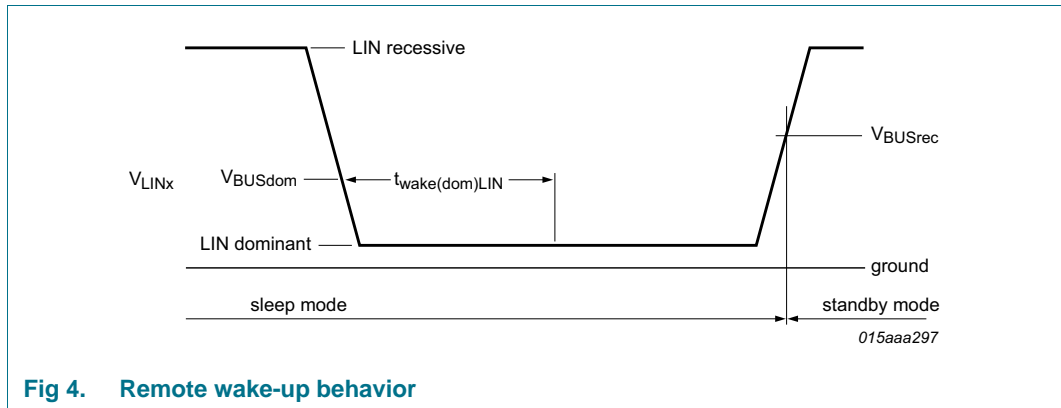 LIN recessive
V_BUSrec
V_LINx
V_BUSdom
t_wake(dom)LIN
LIN dominant
ground
sleep mode
standby mode
015aaa297
Fig 4. Remote wake-up behavior